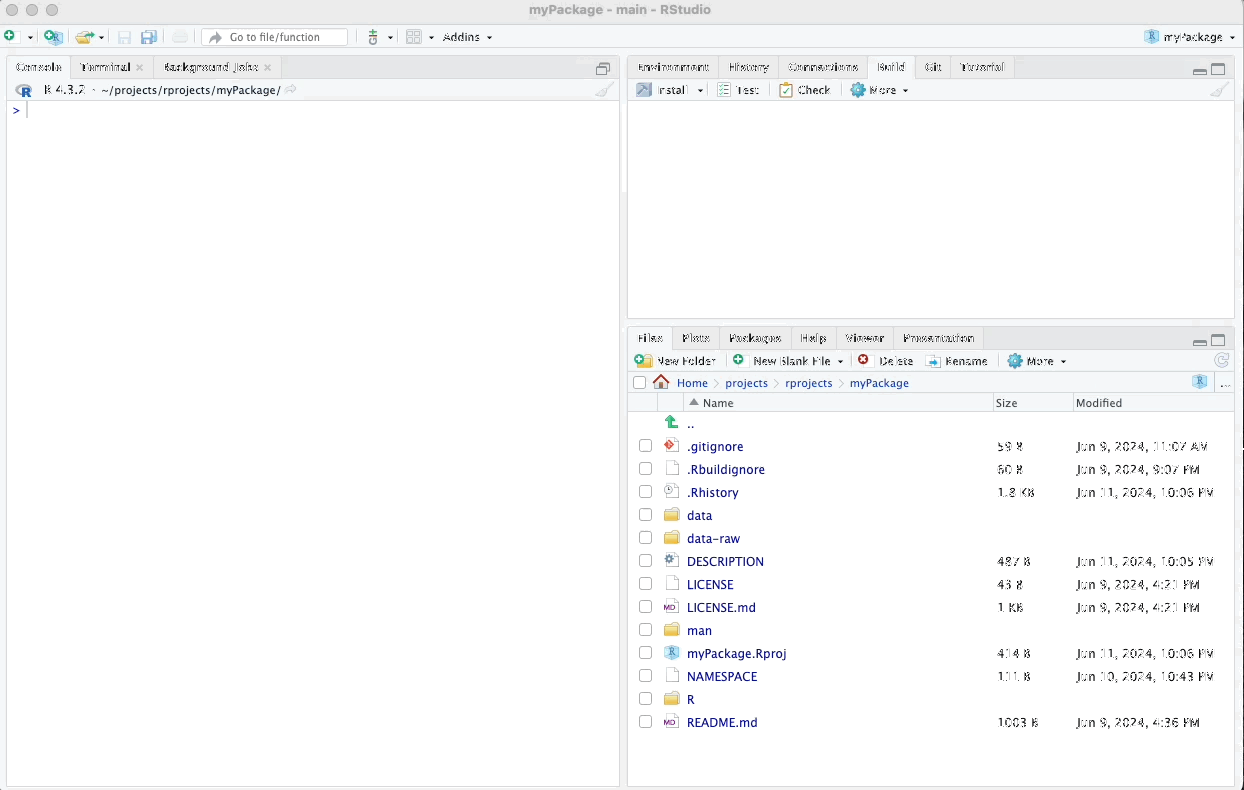 myPackage - main - RStudio
Go to file/function Addins myPackage
Console Terminal Background Jobs
R 4.3.2 · ~/projects/rprojects/myPackage/
>
Environment History Connections Build Git Tutorial
Install Test Check More
Files Plots Packages Help Viewer Presentation
New Folder New Blank File Delete Rename More
Home projects rprojects myPackage ...
Name Size Modified
..
.gitignore 59 B Jun 9, 2024, 11:07 AM
.Rbuildignore 60 B Jun 9, 2024, 9:07 PM
.Rhistory 1.8 KB Jun 11, 2024, 10:06 PM
data
data-raw
DESCRIPTION 487 B Jun 11, 2024, 10:05 PM
LICENSE 43 B Jun 9, 2024, 4:21 PM
LICENSE.md 1 KB Jun 9, 2024, 4:21 PM
man
myPackage.Rproj 414 B Jun 11, 2024, 10:06 PM
NAMESPACE 111 B Jun 10, 2024, 10:43 PM
R
README.md 1003 B Jun 9, 2024, 4:36 PM